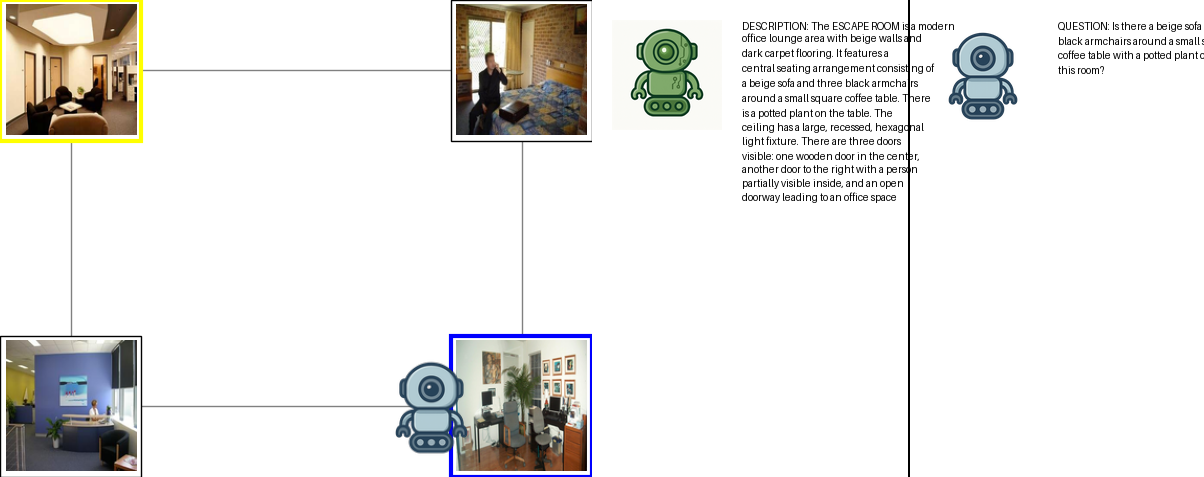 DESCRIPTION: The ESCAPE ROOM is a modern
office lounge area with beige walls and
dark carpet flooring. It features a
central seating arrangement consisting of
a beige sofa and three black armchairs
around a small square coffee table. There
is a potted plant on the table. The
ceiling has a large, recessed, hexagonal
light fixture. There are three doors
visible: one wooden door in the center,
another door to the right with a person
partially visible inside, and an open
doorway leading to an office space
QUESTION: Is there a beige sofa
black armchairs around a small
coffee table with a potted plant
this room?